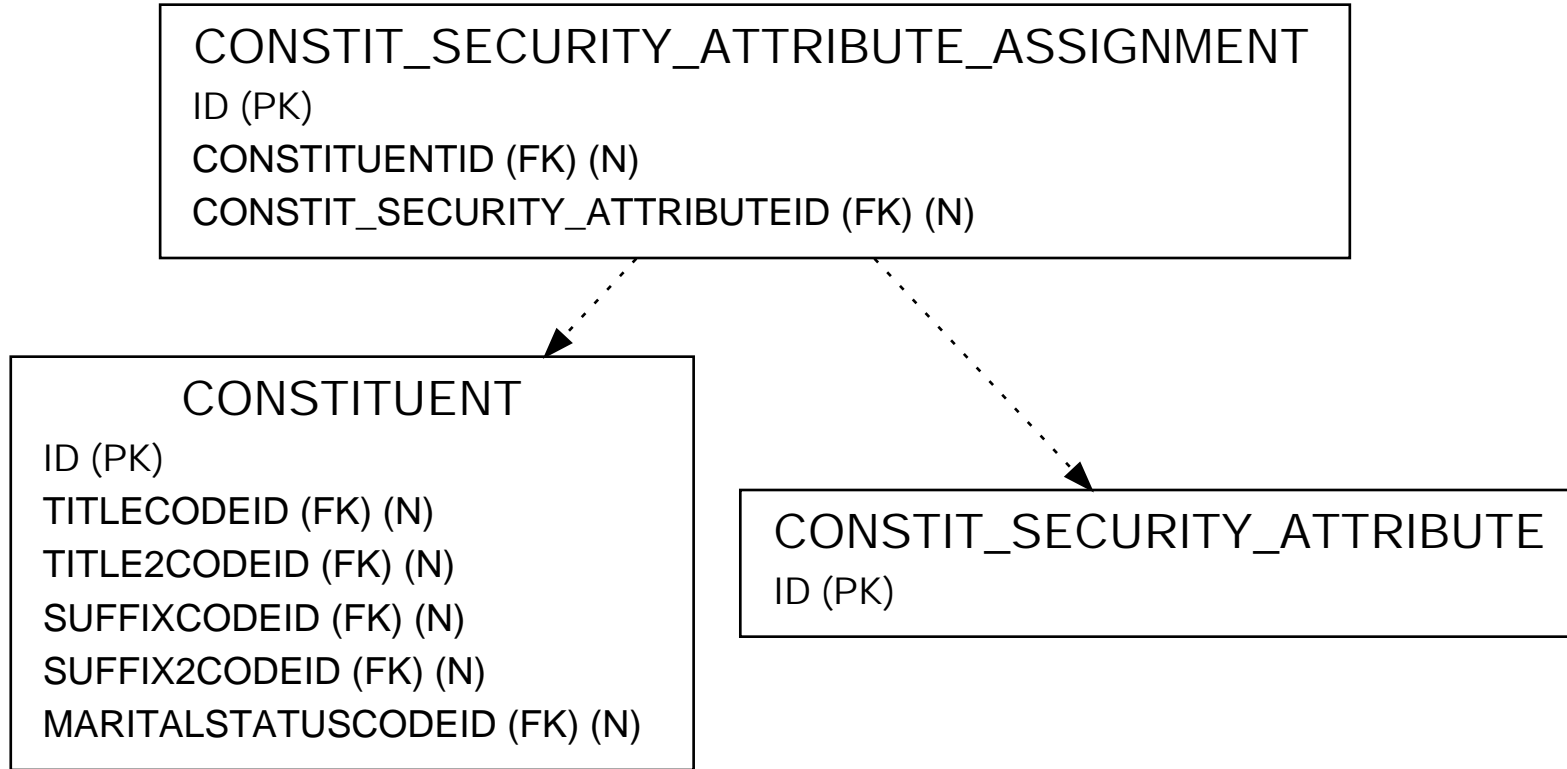 CONSTIT_SECURITY_ATTRIBUTE_ASSIGNMENT
ID (PK)
CONSTITUENTID (FK) (N)
CONSTIT_SECURITY_ATTRIBUTEID (FK) (N)
CONSTITUENT
ID (PK)
TITLECODEID (FK) (N)
TITLE2CODEID (FK) (N)
SUFFIXCODEID (FK) (N)
SUFFIX2CODEID (FK) (N)
MARITALSTATUSCODEID (FK) (N)
CONSTIT_SECURITY_ATTRIBUTE
ID (PK)